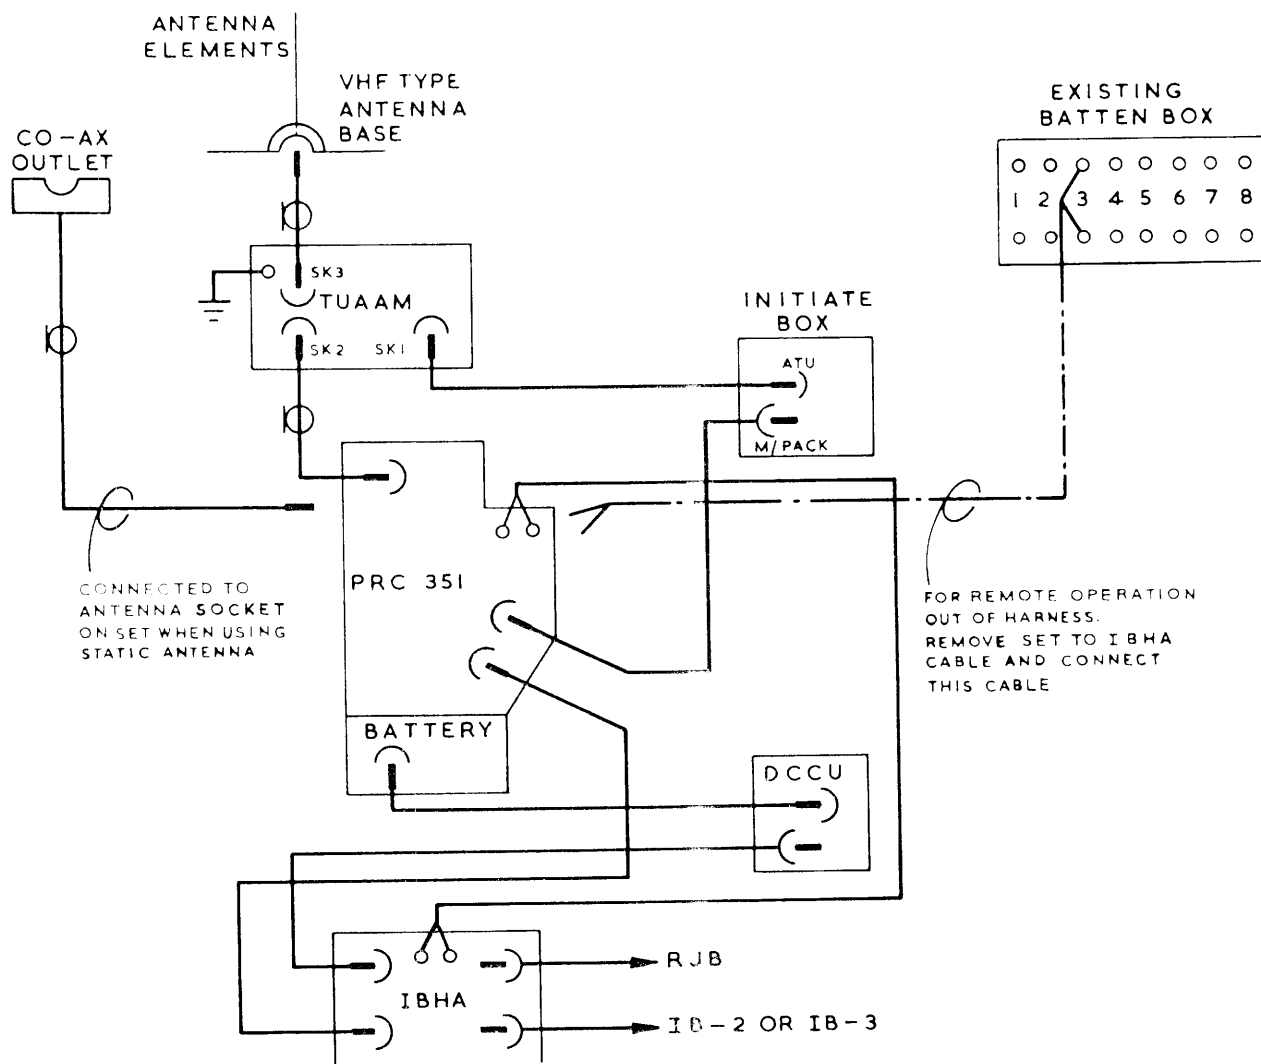 ANTENNA
ELEMENTS
VHF TYPE
ANTENNA
BASE
CO-AX
OUTLET
EXISTING
BATTEN BOX
1 2 3 4 5 6 7 8
SK3
TUAAM
SK2 SK1
INITIATE
BOX
ATU
M/PACK
PRC 351
CONNECTED TO
ANTENNA SOCKET
ON SET WHEN USING
STATIC ANTENNA
FOR REMOTE OPERATION
OUT OF HARNESS.
REMOVE SET TO IBHA
CABLE AND CONNECT
THIS CABLE
BATTERY
DCCU
RJB
IBHA
IB-2 OR IB-3